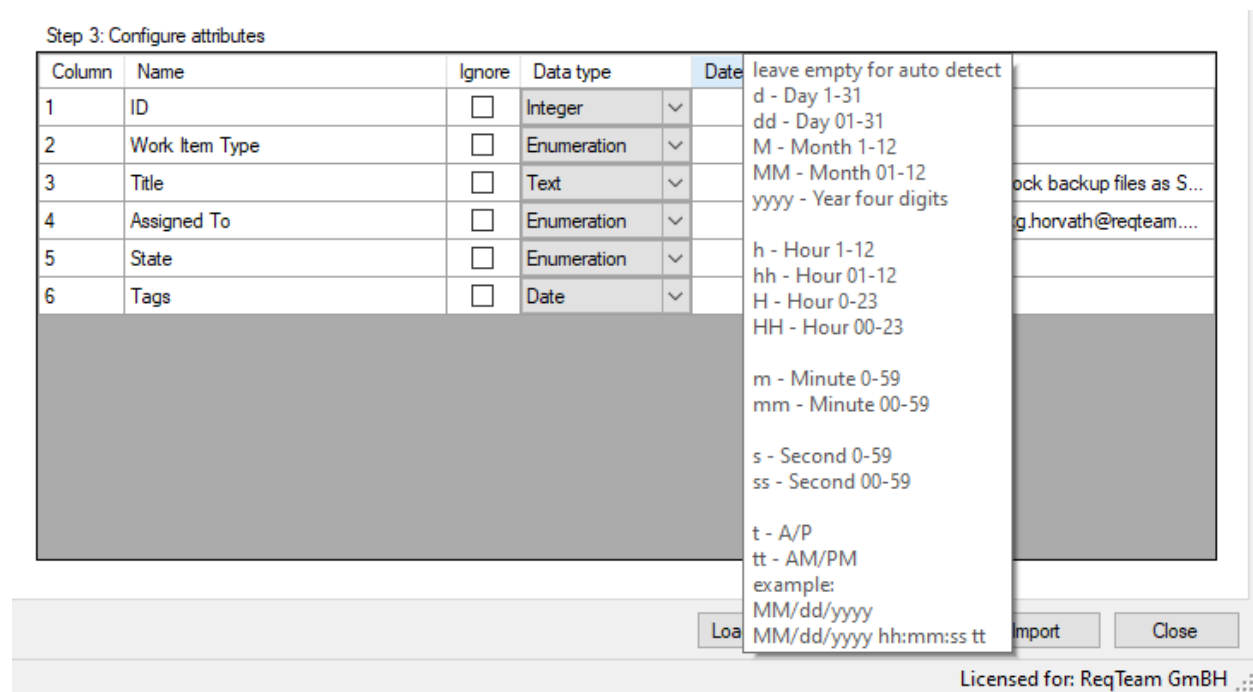 Step 3: Configure attributes
Column Name Ignore Data type Date
1 ID Integer
2 Work Item Type Enumeration
3 Title Text ock backup files as S...
4 Assigned To Enumeration g.horvath@reqteam....
5 State Enumeration
6 Tags Date
leave empty for auto detect
d - Day 1-31
dd - Day 01-31
M - Month 1-12
MM - Month 01-12
yyyy - Year four digits
h - Hour 1-12
hh - Hour 01-12
H - Hour 0-23
HH - Hour 00-23
m - Minute 0-59
mm - Minute 00-59
s - Second 0-59
ss - Second 00-59
t - A/P
tt - AM/PM
example:
MM/dd/yyyy
MM/dd/yyyy hh:mm:ss tt
Loa Import Close
Licensed for: ReqTeam GmBH